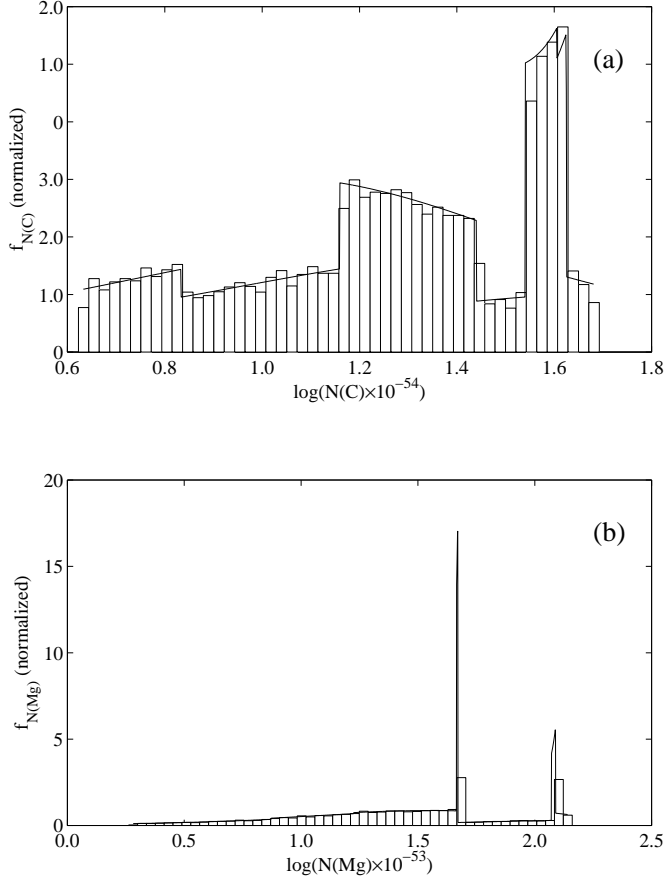 2.0
1.0
0
3.0
2.0
1.0
0
(a)
f_N(C) (normalized)
0.6 0.8 1.0 1.2 1.4 1.6 1.8
log(N(C)×10^−54)
20
15
10
5
0
(b)
f_N(Mg) (normalized)
0.0 0.5 1.0 1.5 2.0 2.5
log(N(Mg)×10^−53)